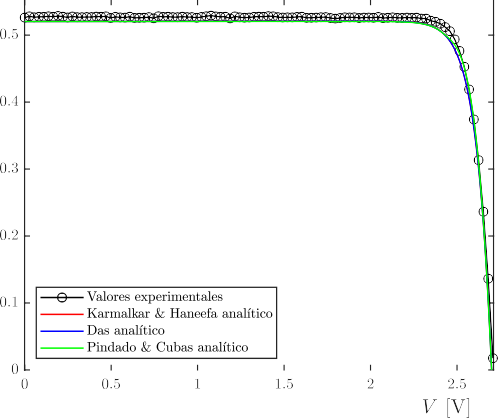 0.5
0.4
0.3
0.2
0.1
0
Valores experimentales
Karmalkar & Haneefa analítico
Das analítico
Pindado & Cubas analítico
0 0.5 1 1.5 2 2.5
V [V]